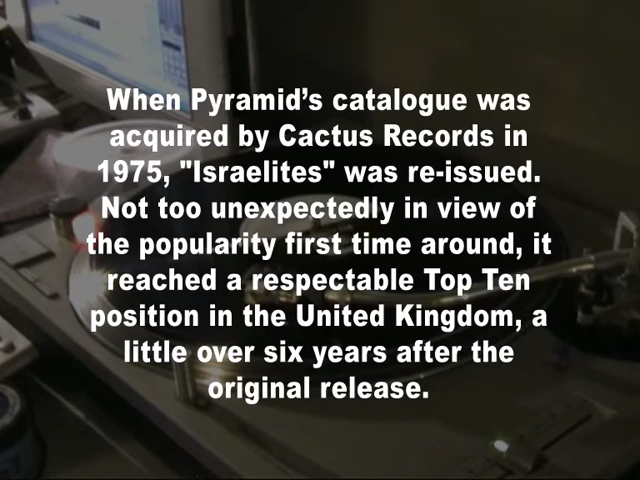 When Pyramid’s catalogue was
acquired by Cactus Records in
1975, "Israelites" was re-issued.
Not too unexpectedly in view of
the popularity first time around, it
reached a respectable Top Ten
position in the United Kingdom, a
little over six years after the
original release.